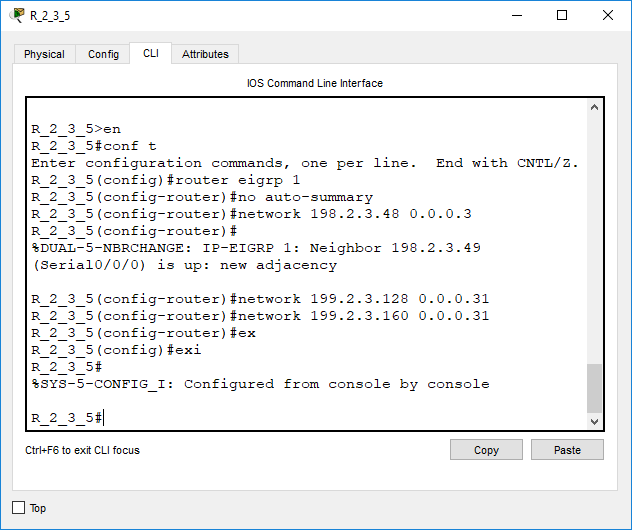 R_2_3_5
Physical Config CLI Attributes
IOS Command Line Interface
R_2_3_5>en
R_2_3_5#conf t
Enter configuration commands, one per line.  End with CNTL/Z.
R_2_3_5(config)#router eigrp 1
R_2_3_5(config-router)#no auto-summary
R_2_3_5(config-router)#network 198.2.3.48 0.0.0.3
R_2_3_5(config-router)#
%DUAL-5-NBRCHANGE: IP-EIGRP 1: Neighbor 198.2.3.49
(Serial0/0/0) is up: new adjacency
R_2_3_5(config-router)#network 199.2.3.128 0.0.0.31
R_2_3_5(config-router)#network 199.2.3.160 0.0.0.31
R_2_3_5(config-router)#ex
R_2_3_5(config)#exi
R_2_3_5#
%SYS-5-CONFIG_I: Configured from console by console
R_2_3_5#
Ctrl+F6 to exit CLI focus Copy Paste
Top